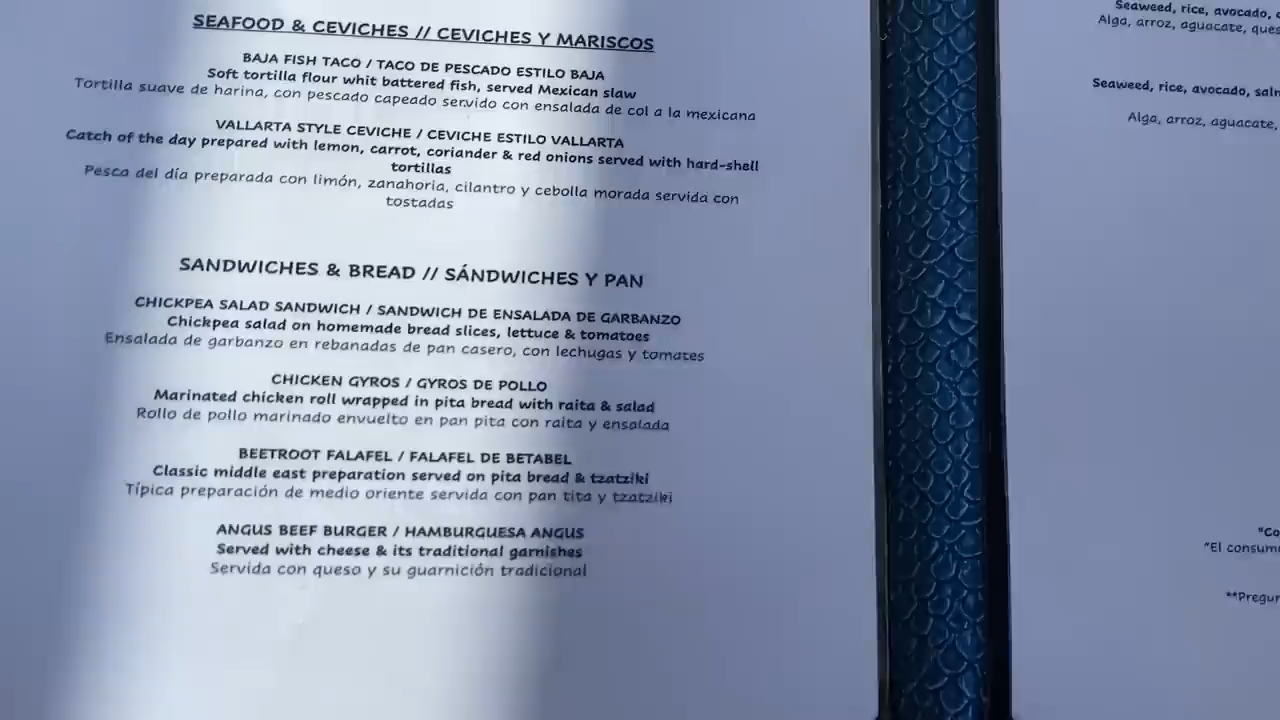 SEAFOOD & CEVICHES // CEVICHES Y MARISCOS
BAJA FISH TACO / TACO DE PESCADO ESTILO BAJA
Soft tortilla flour whit battered fish, served Mexican slaw
Tortilla suave de harina, con pescado capeado servido con ensalada de col a la mexicana
VALLARTA STYLE CEVICHE / CEVICHE ESTILO VALLARTA
Catch of the day prepared with lemon, carrot, coriander & red onions served with hard-shell
tortillas
Pesca del día preparada con limón, zanahoria, cilantro y cebolla morada servida con
tostadas
SANDWICHES & BREAD // SÁNDWICHES Y PAN
CHICKPEA SALAD SANDWICH / SANDWICH DE ENSALADA DE GARBANZO
Chickpea salad on homemade bread slices, lettuce & tomatoes
Ensalada de garbanzo en rebanadas de pan casero, con lechugas y tomates
CHICKEN GYROS / GYROS DE POLLO
Marinated chicken roll wrapped in pita bread with raita & salad
Rollo de pollo marinado envuelto en pan pita con raita y ensalada
BEETROOT FALAFEL / FALAFEL DE BETABEL
Classic middle east preparation served on pita bread & tzatziki
Típica preparación de medio oriente servida con pan tita y tzatziki
ANGUS BEEF BURGER / HAMBURGUESA ANGUS
Served with cheese & its traditional garnishes
Servida con queso y su guarnición tradicional
Seaweed, rice, avocado,
Alga, arroz, aguacate,
Seaweed, rice, avocado,
Alga, arroz, aguacate,
"El